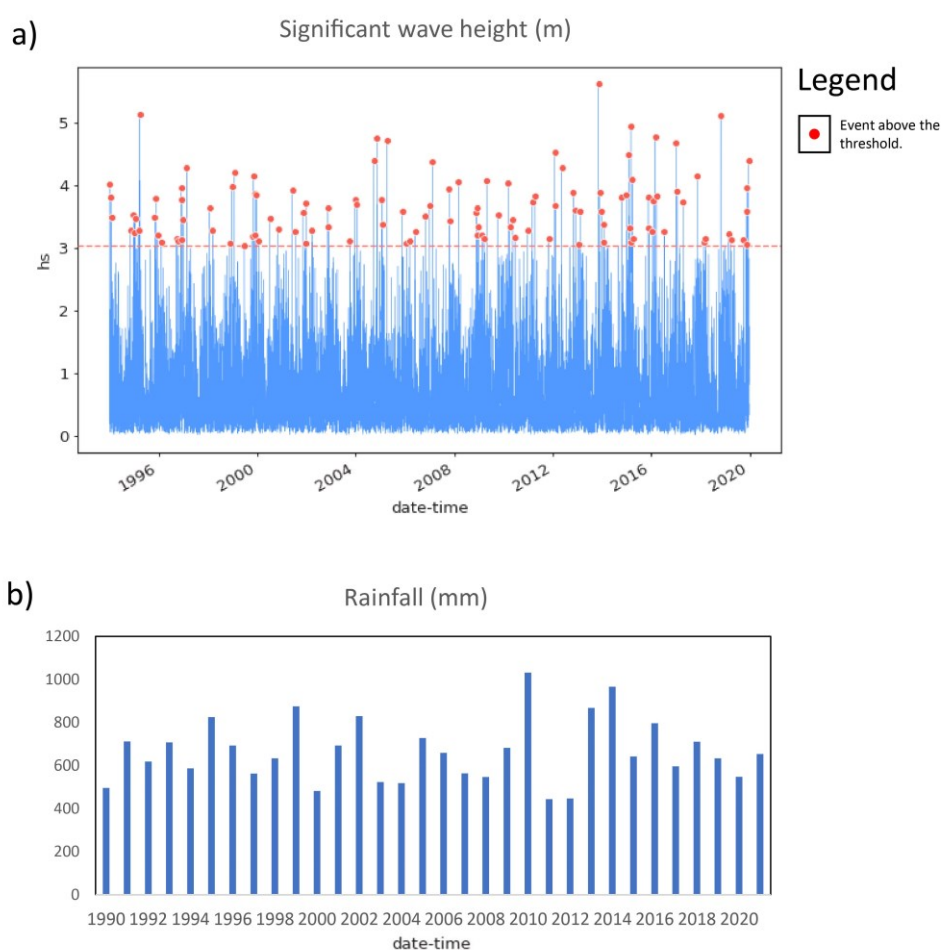 a)
Significant wave height (m)
Legend
Event above the
threshold.
5
4
3
2
1
0
hs
1996 2000 2004 2008 2012 2016 2020
date-time
b)
Rainfall (mm)
1200
1000
800
600
400
200
0
1990 1992 1994 1996 1998 2000 2002 2004 2006 2008 2010 2012 2014 2016 2018 2020
date-time